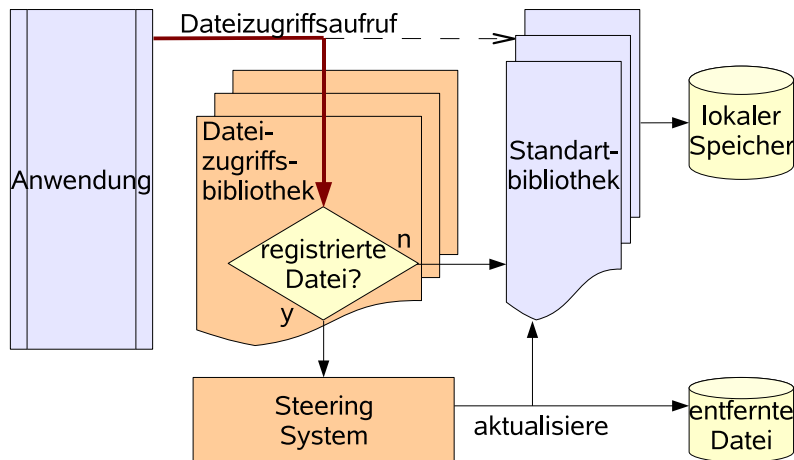 Dateizugriffsaufruf
Anwendung
Datei-
zugriffs-
bibliothek
registrierte
Datei?
n
y
Standart-
bibliothek
lokaler
Speicher
Steering
System
aktualisiere
entfernte
Datei